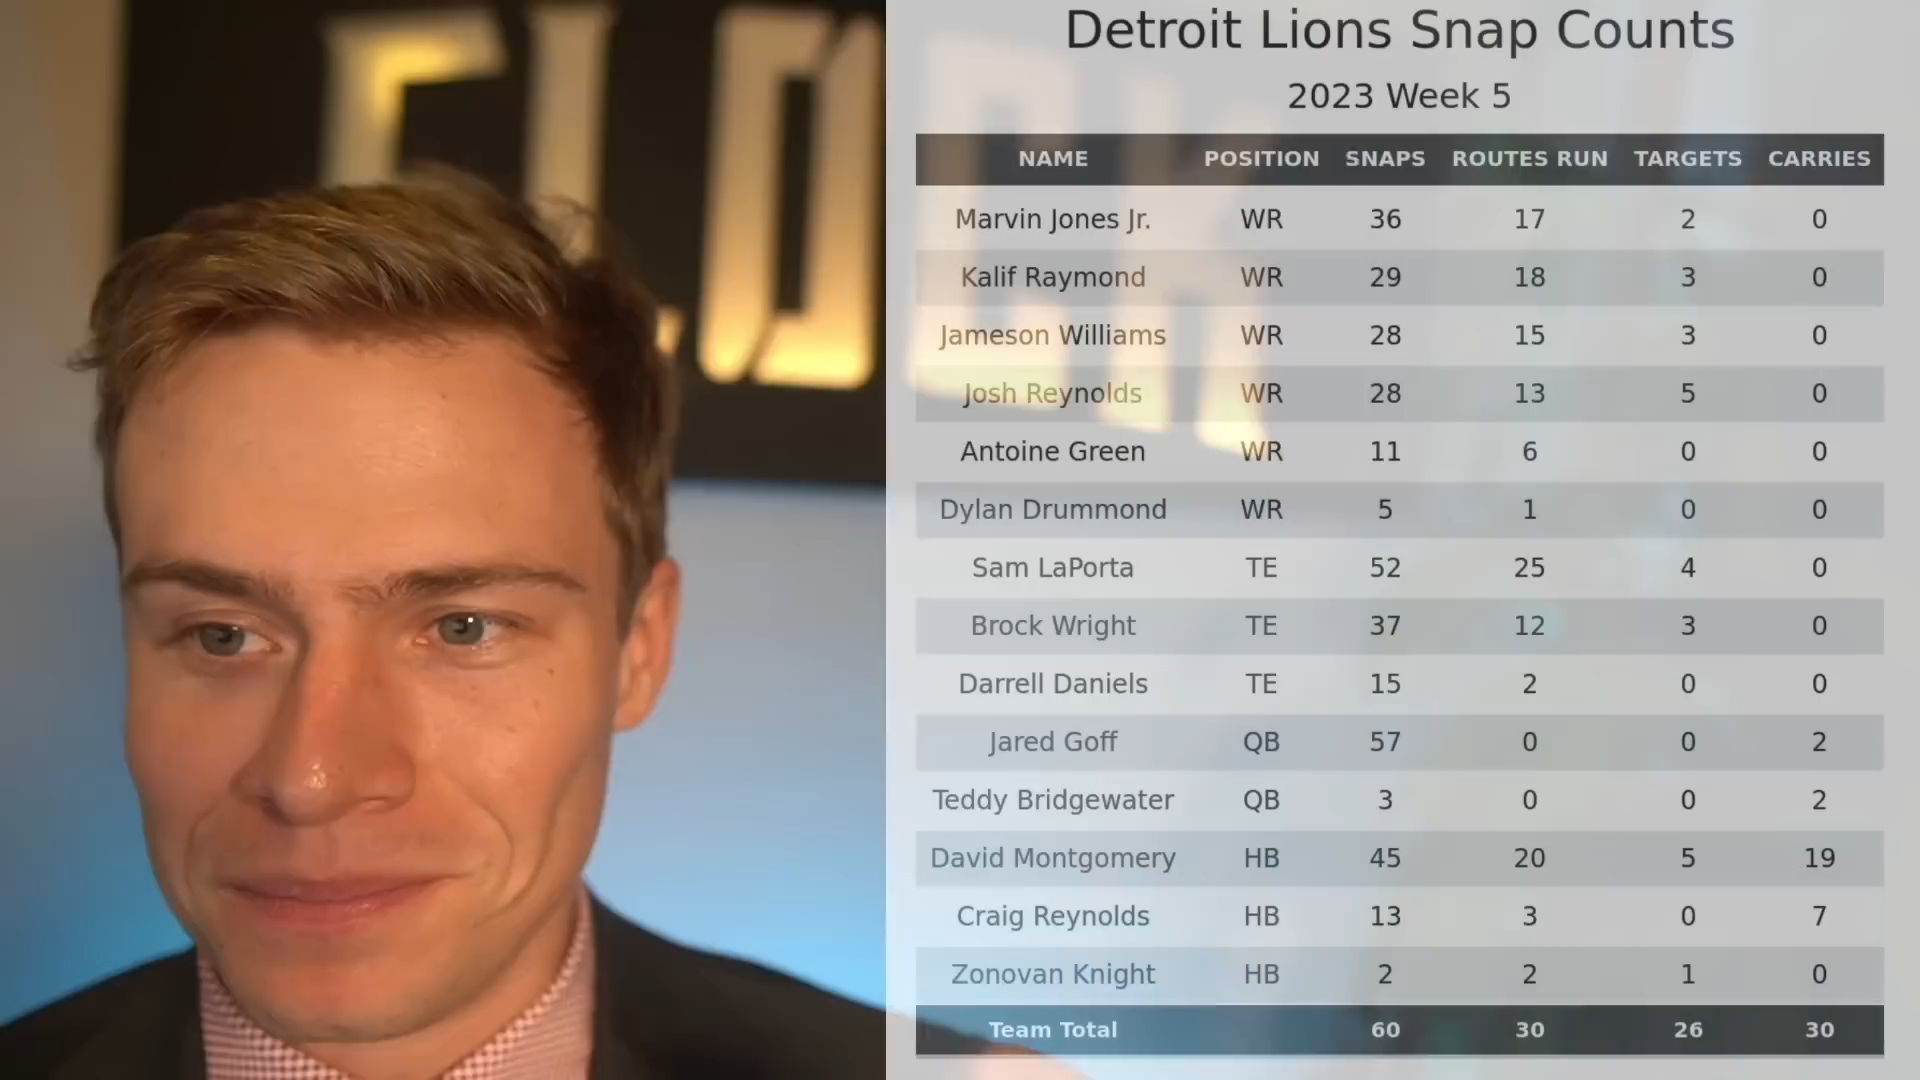 FLOCK
Detroit Lions Snap Counts
2023 Week 5
NAME POSITION SNAPS ROUTES RUN TARGETS CARRIES
Marvin Jones Jr. WR 36 17 2 0
Kalif Raymond WR 29 18 3 0
Jameson Williams WR 28 15 3 0
Josh Reynolds WR 28 13 5 0
Antoine Green WR 11 6 0 0
Dylan Drummond WR 5 1 0 0
Sam LaPorta TE 52 25 4 0
Brock Wright TE 37 12 3 0
Darrell Daniels TE 15 2 0 0
Jared Goff QB 57 0 0 2
Teddy Bridgewater QB 3 0 0 2
David Montgomery HB 45 20 5 19
Craig Reynolds HB 13 3 0 7
Zonovan Knight HB 2 2 1 0
Team Total 60 30 26 30